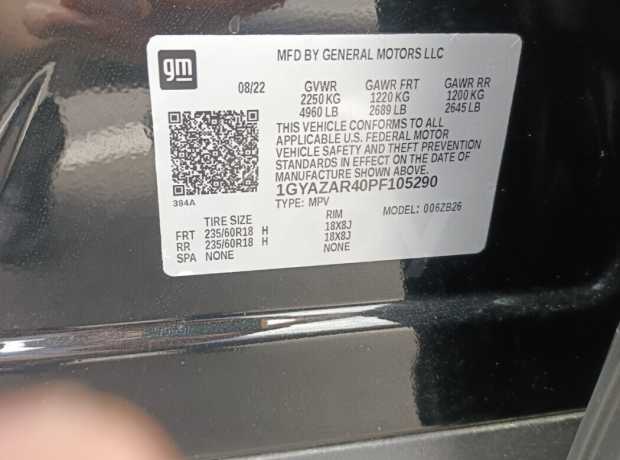 gm
MFD BY GENERAL MOTORS LLC
08/22 GVWR GAWR FRT GAWR RR
2250 KG 1220 KG 1200 KG
4960 LB 2689 LB 2645 LB
THIS VEHICLE CONFORMS TO ALL
APPLICABLE U.S. FEDERAL MOTOR
VEHICLE SAFETY AND THEFT PREVENTION
STANDARDS IN EFFECT ON THE DATE OF
MANUFACTURE SHOWN ABOVE.
384A
1GYAZAR40PF105290
TYPE: MPV MODEL: 006ZB26
TIRE SIZE RIM
FRT 235/60R18 H 18X8J
RR 235/60R18 H 18X8J
SPA NONE NONE